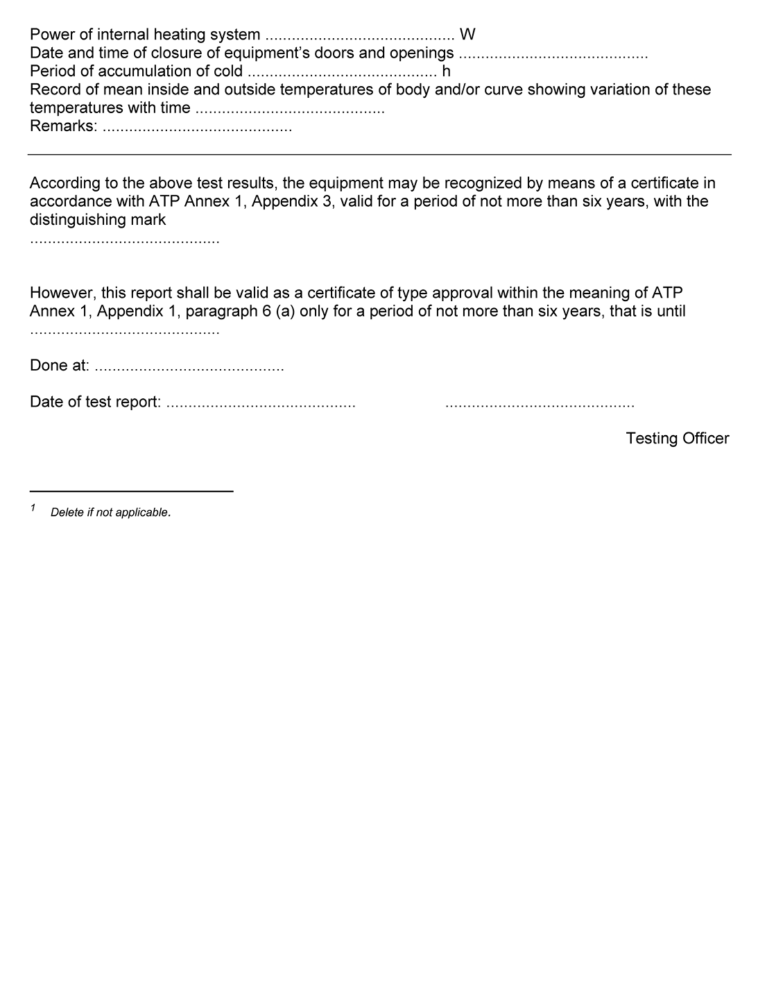 Power of internal heating system ........................................... W
Date and time of closure of equipment’s doors and openings ...........................................
Period of accumulation of cold ........................................... h
Record of mean inside and outside temperatures of body and/or curve showing variation of these
temperatures with time ...........................................
Remarks: ...........................................
According to the above test results, the equipment may be recognized by means of a certificate in
accordance with ATP Annex 1, Appendix 3, valid for a period of not more than six years, with the
distinguishing mark
...........................................
However, this report shall be valid as a certificate of type approval within the meaning of ATP
Annex 1, Appendix 1, paragraph 6 (a) only for a period of not more than six years, that is until
...........................................
Done at: ...........................................
Date of test report: ........................................... ...........................................
Testing Officer
1 Delete if not applicable.